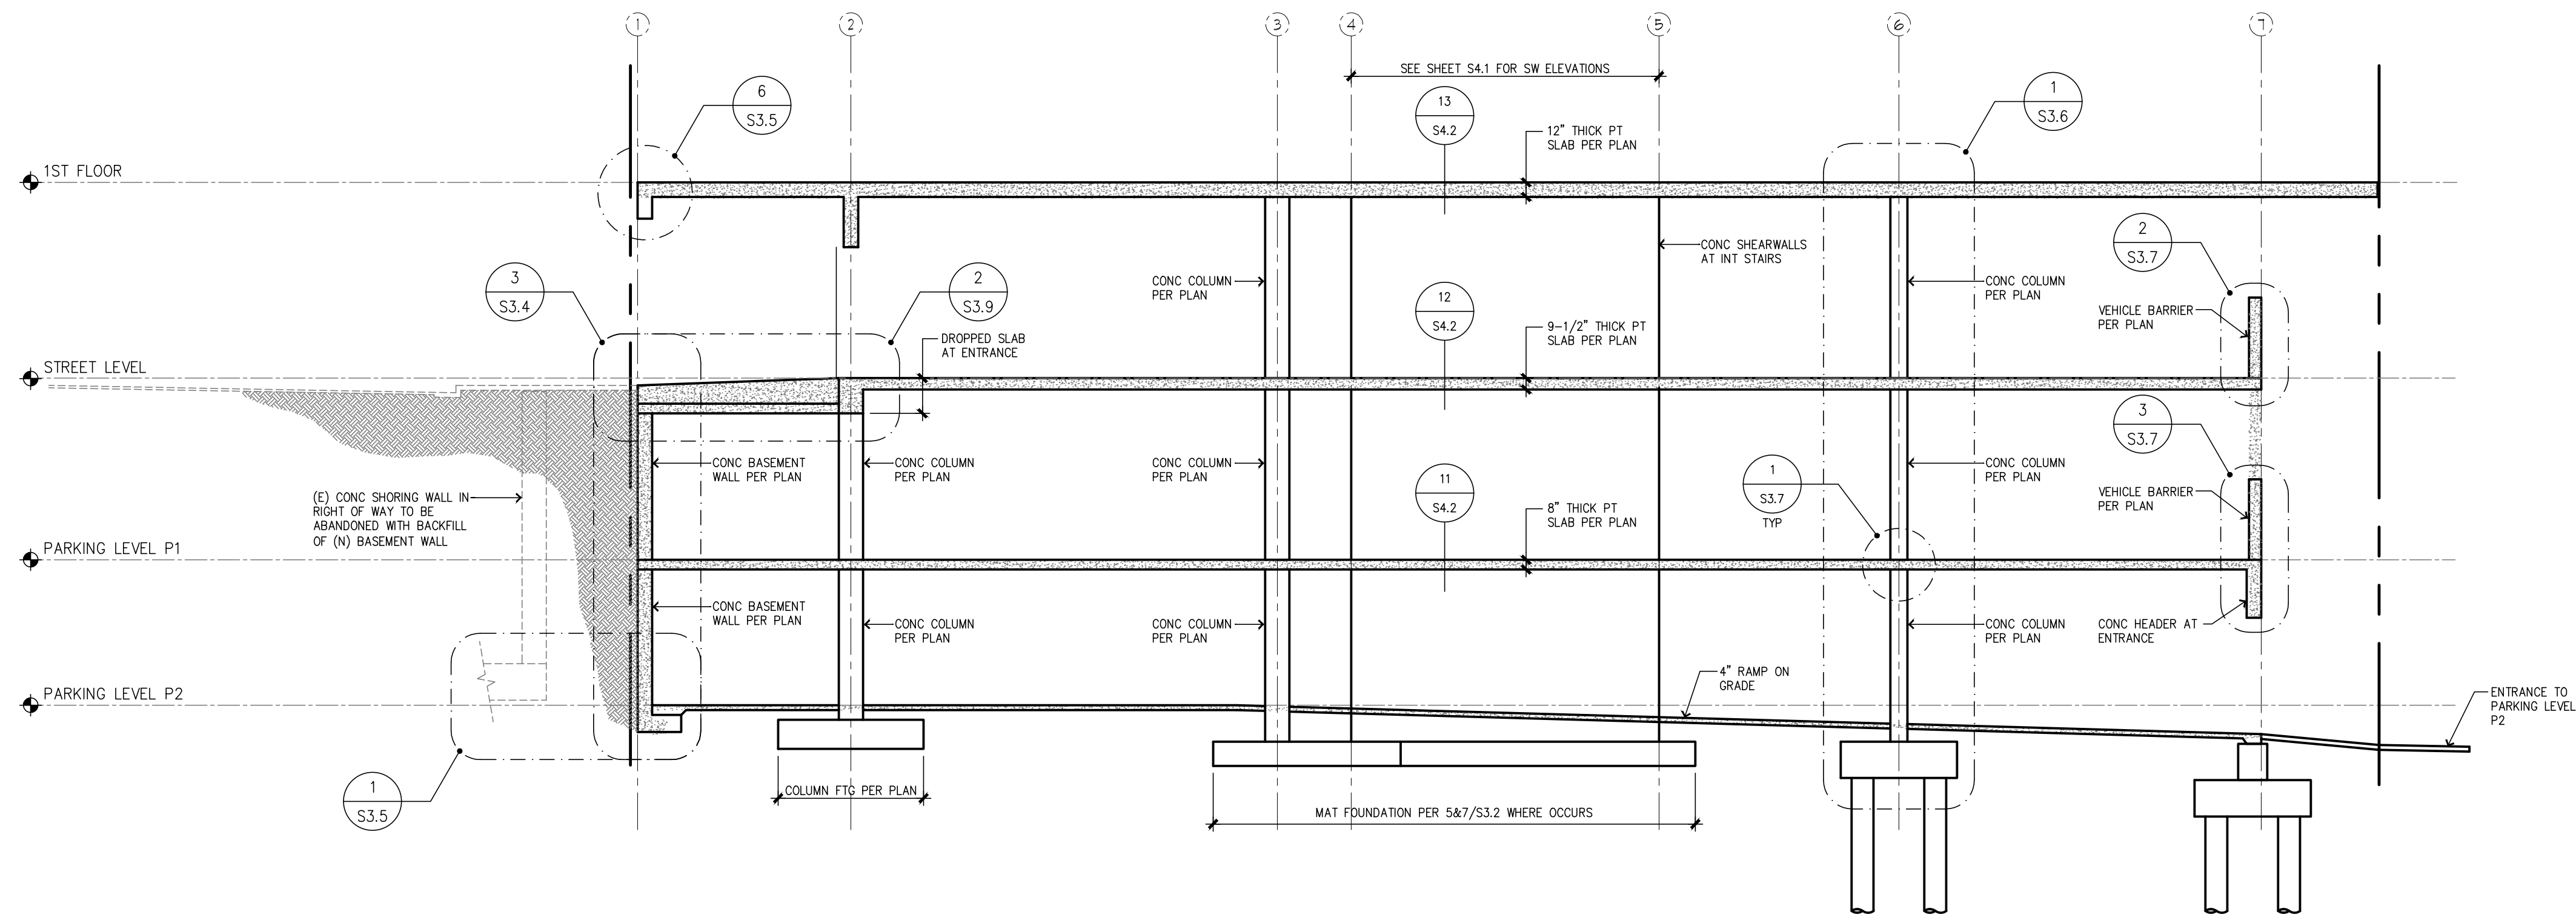 1
2
3
4
5
6
7
SEE SHEET S4.1 FOR SW ELEVATIONS
6
S3.5
13
S4.2
1
S3.6
12" THICK PT
SLAB PER PLAN
1ST FLOOR
CONC SHEARWALLS
AT INT STAIRS
2
S3.7
3
S3.4
2
S3.9
CONC COLUMN
PER PLAN
12
S4.2
CONC COLUMN
PER PLAN
VEHICLE BARRIER
PER PLAN
DROPPED SLAB
AT ENTRANCE
9-1/2" THICK PT
SLAB PER PLAN
STREET LEVEL
3
S3.7
CONC BASEMENT
WALL PER PLAN
CONC COLUMN
PER PLAN
CONC COLUMN
PER PLAN
11
S4.2
1
S3.7
TYP
CONC COLUMN
PER PLAN
VEHICLE BARRIER
PER PLAN
(E) CONC SHORING WALL IN
RIGHT OF WAY TO BE
ABANDONED WITH BACKFILL
OF (N) BASEMENT WALL
8" THICK PT
SLAB PER PLAN
PARKING LEVEL P1
CONC BASEMENT
WALL PER PLAN
CONC COLUMN
PER PLAN
CONC COLUMN
PER PLAN
CONC COLUMN
PER PLAN
CONC HEADER AT
ENTRANCE
4" RAMP ON
GRADE
PARKING LEVEL P2
ENTRANCE TO
PARKING LEVEL
P2
1
S3.5
COLUMN FTG PER PLAN
MAT FOUNDATION PER 5&7/S3.2 WHERE OCCURS